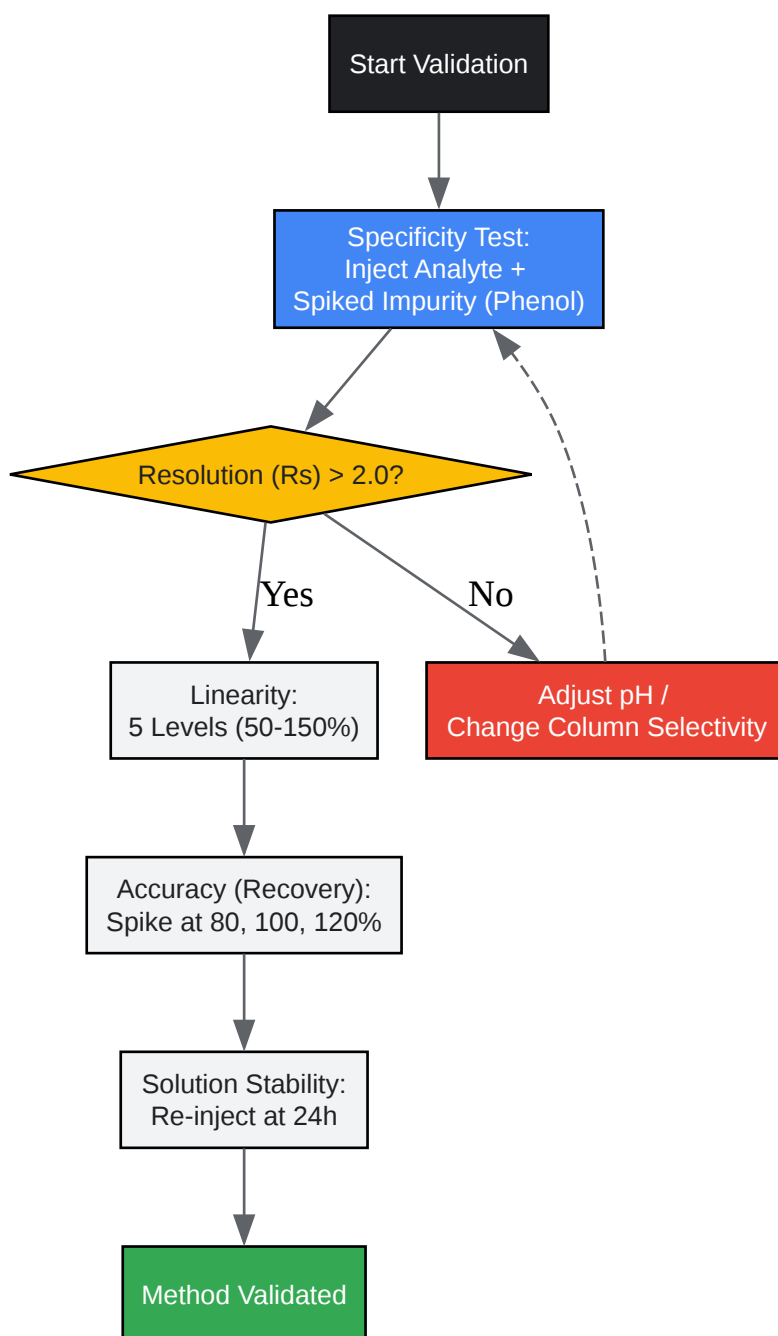 Start Validation
Specificity Test:
Inject Analyte +
Spiked Impurity (Phenol)
Resolution (Rs) > 2.0?
Yes
No
Linearity:
5 Levels (50-150%)
Adjust pH /
Change Column Selectivity
Accuracy (Recovery):
Spike at 80, 100, 120%
Solution Stability:
Re-inject at 24h
Method Validated